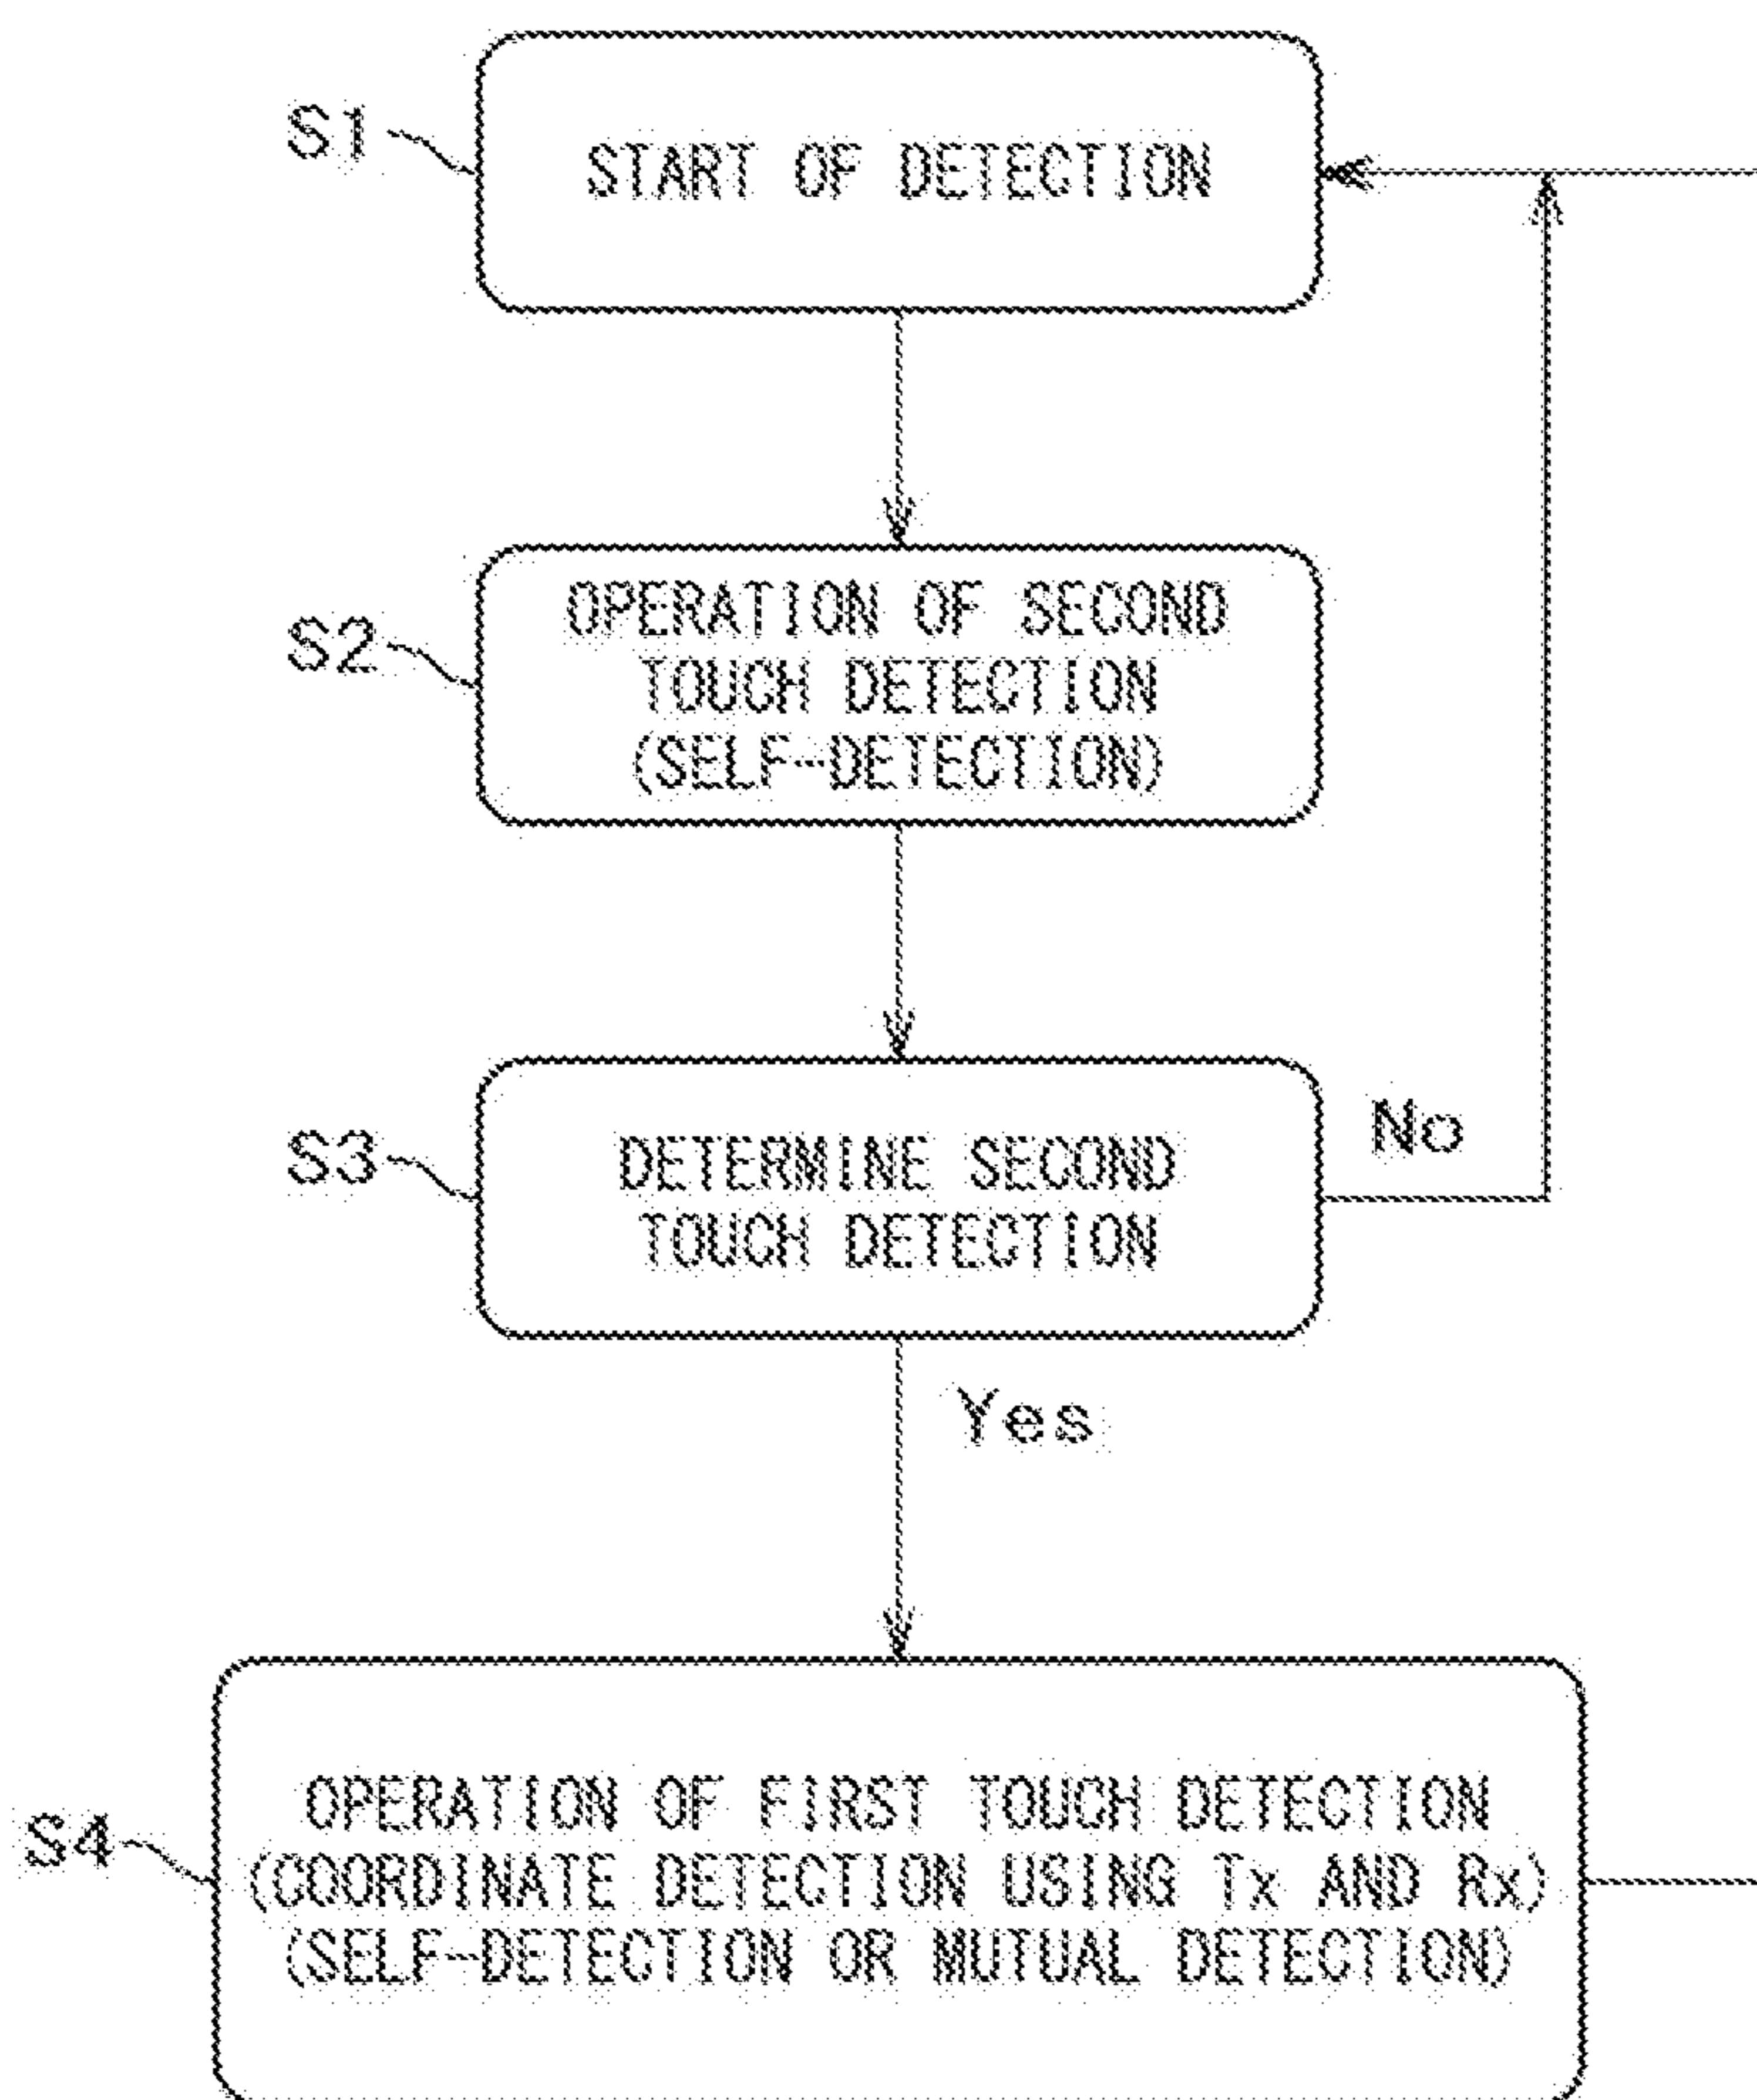 S1
START OF DETECTION
S2
OPERATION OF SECOND
TOUCH DETECTION
(SELF-DETECTION)
S3
DETERMINE SECOND
TOUCH DETECTION
No
Yes
S4
OPERATION OF FIRST TOUCH DETECTION
(COORDINATE DETECTION USING Tx AND Rx)
(SELF-DETECTION OR MUTUAL DETECTION)